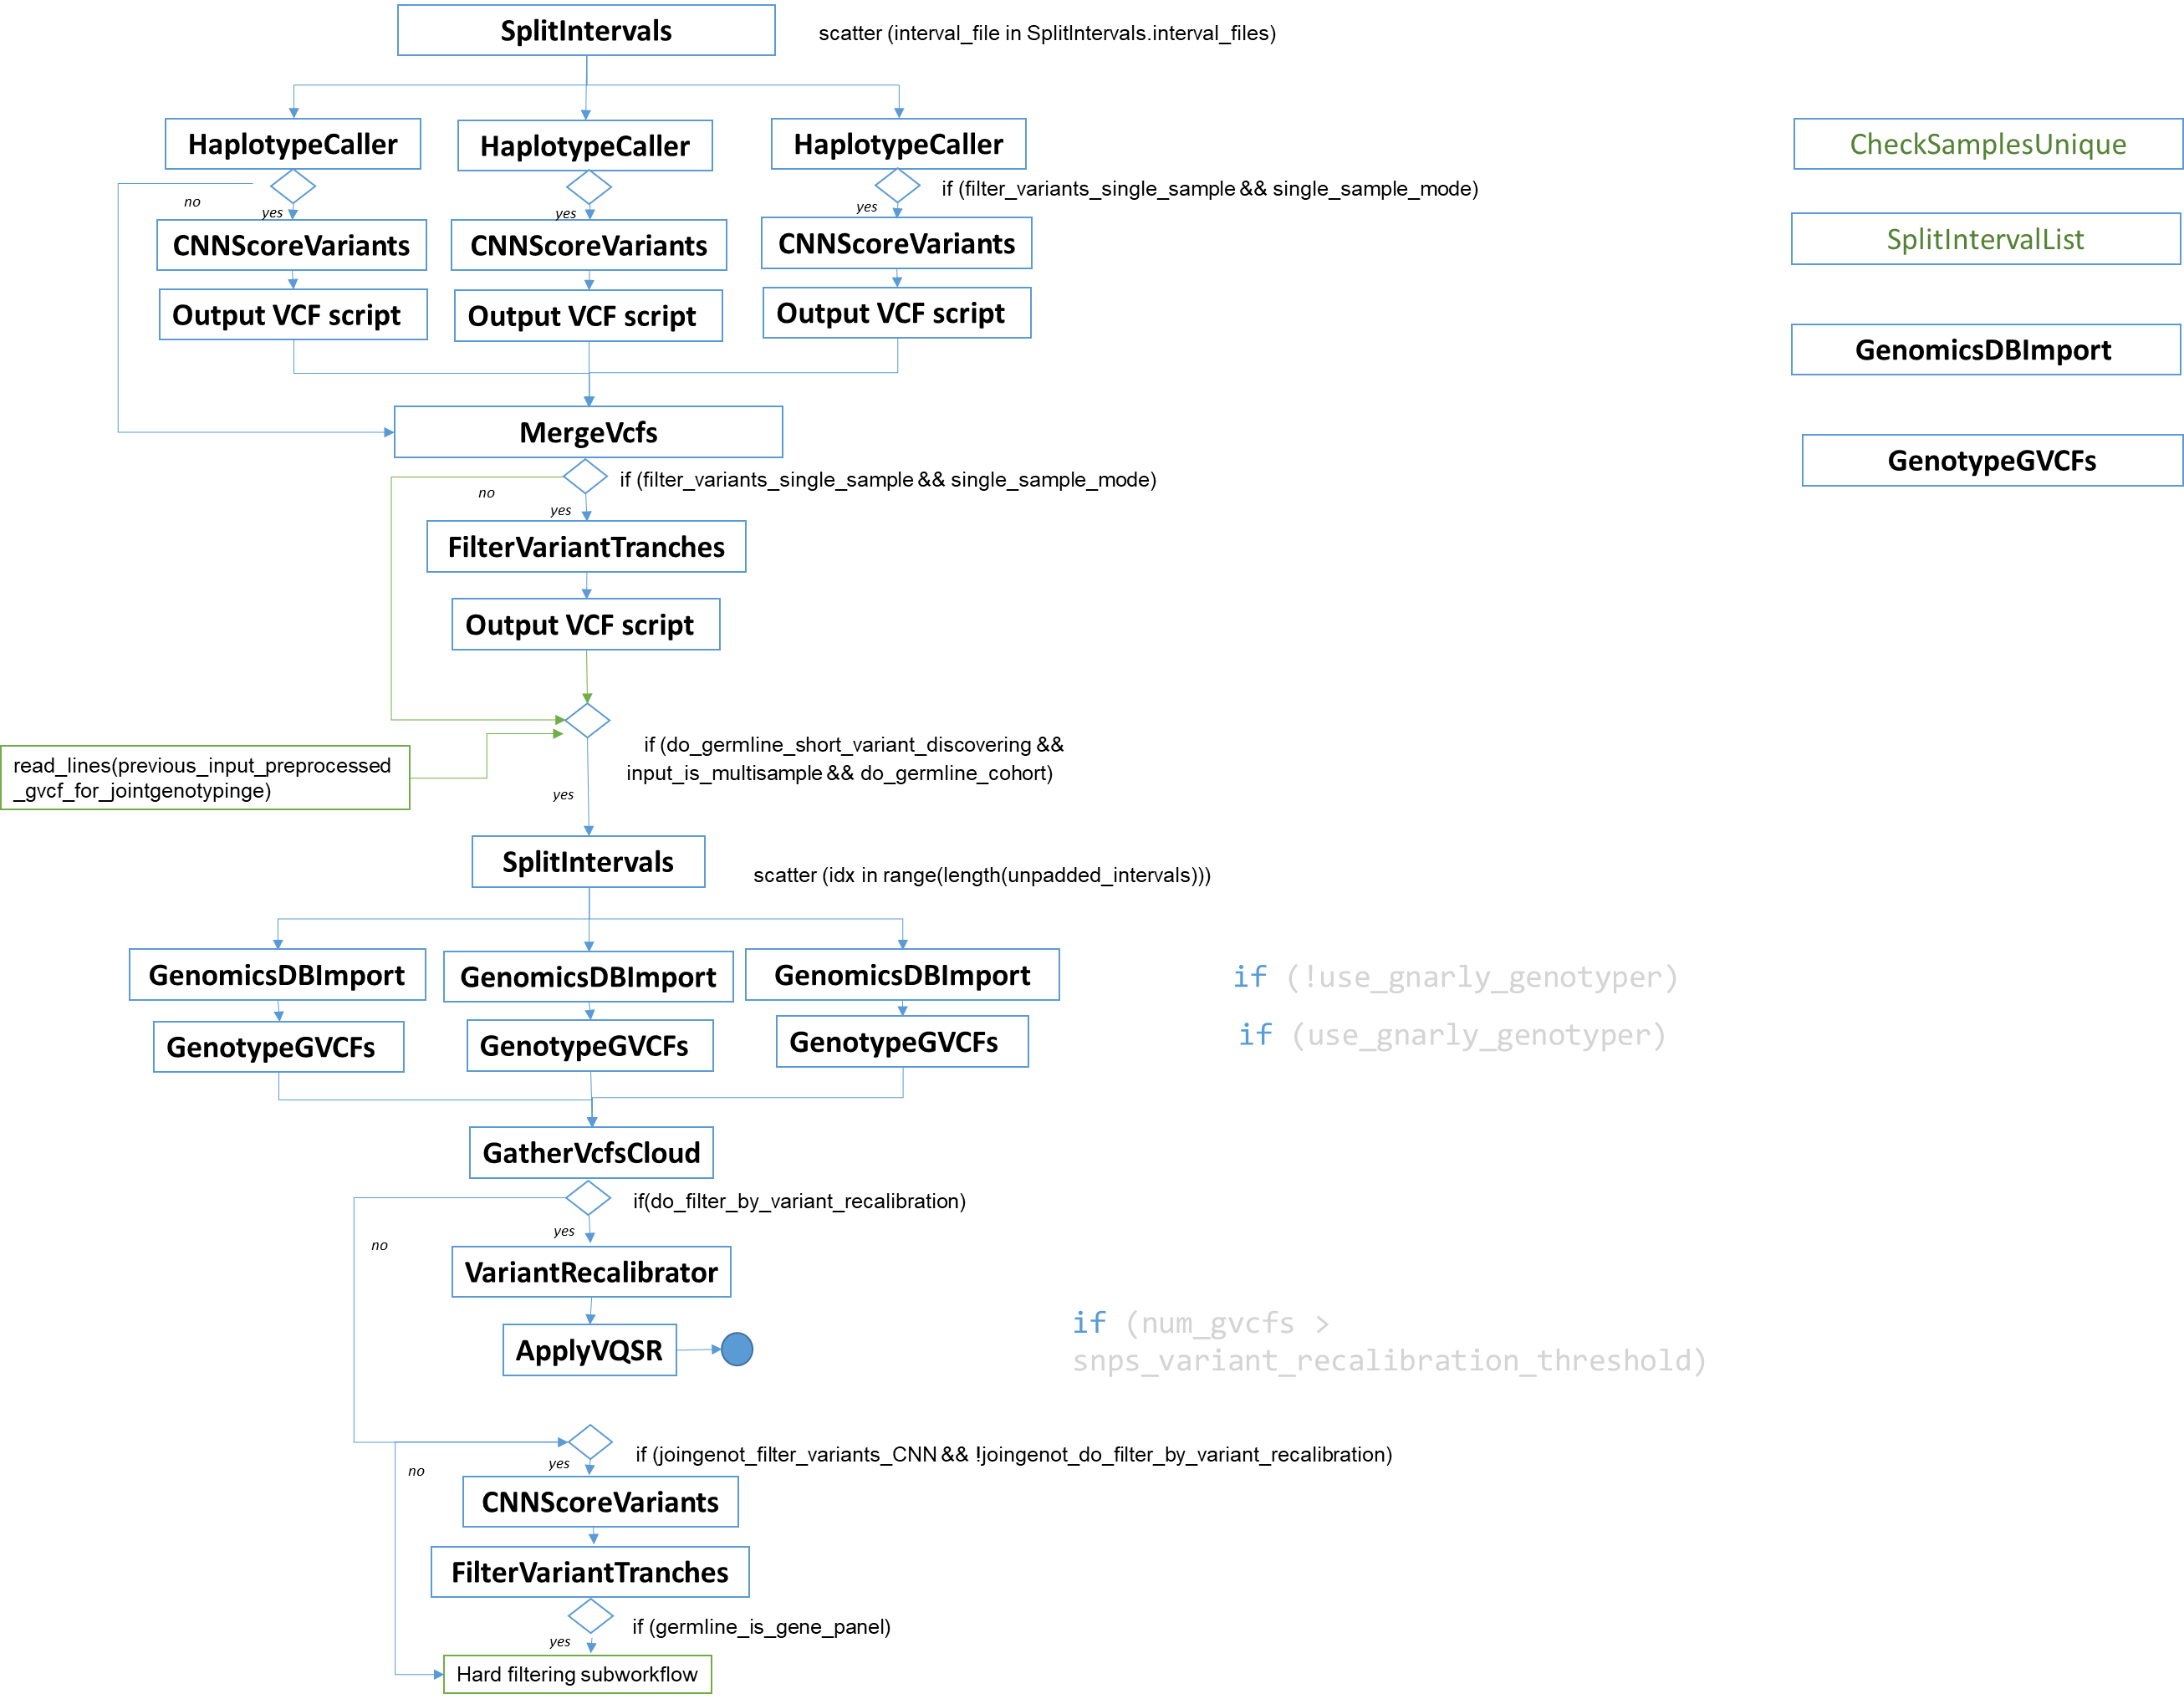 SplitIntervals
scatter (interval_file in SplitIntervals.interval_files)
HaplotypeCaller
HaplotypeCaller
HaplotypeCaller
CheckSamplesUnique
no
yes
yes
yes
if (filter_variants_single_sample && single_sample_mode)
CNNScoreVariants
CNNScoreVariants
CNNScoreVariants
SplitIntervalList
Output VCF script
Output VCF script
Output VCF script
GenomicsDBImport
MergeVcfs
GenotypeGVCFs
if (filter_variants_single_sample && single_sample_mode)
no
yes
FilterVariantTranches
Output VCF script
if (do_germline_short_variant_discovering &&
input_is_multisample && do_germline_cohort)
read_lines(previous_input_preprocessed
_gvcf_for_jointgenotypinge)
yes
SplitIntervals
scatter (idx in range(length(unpadded_intervals)))
GenomicsDBImport
GenomicsDBImport
GenomicsDBImport
if (!use_gnarly_genotyper)
GenotypeGVCFs
GenotypeGVCFs
GenotypeGVCFs
if (use_gnarly_genotyper)
GatherVcfsCloud
if(do_filter_by_variant_recalibration)
yes
no
VariantRecalibrator
ApplyVQSR
if (num_gvcfs >
snps_variant_recalibration_threshold)
if (joingenot_filter_variants_CNN && !joingenot_do_filter_by_variant_recalibration)
yes
no
CNNScoreVariants
FilterVariantTranches
if (germline_is_gene_panel)
yes
Hard filtering subworkflow